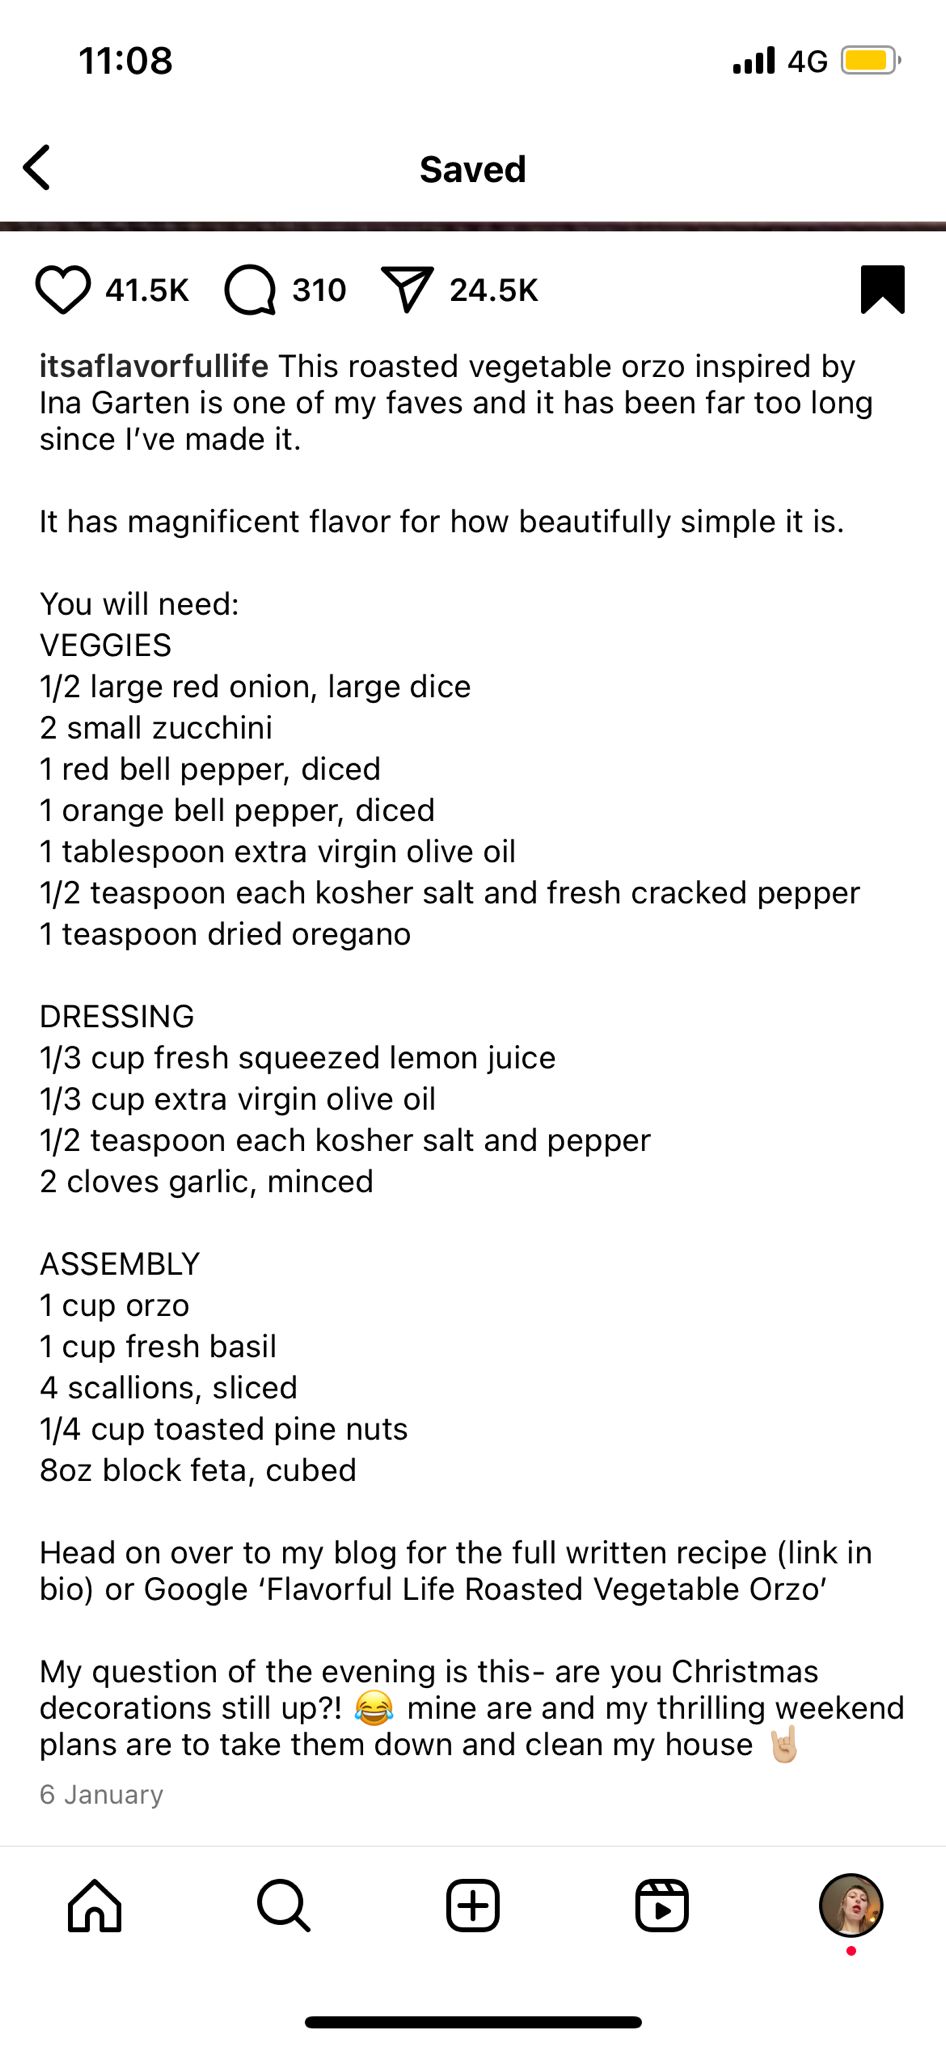 11:08
4G
Saved
41.5K 310 24.5K
itsaflavorfullife This roasted vegetable orzo inspired by
Ina Garten is one of my faves and it has been far too long
since I’ve made it.
It has magnificent flavor for how beautifully simple it is.
You will need:
VEGGIES
1/2 large red onion, large dice
2 small zucchini
1 red bell pepper, diced
1 orange bell pepper, diced
1 tablespoon extra virgin olive oil
1/2 teaspoon each kosher salt and fresh cracked pepper
1 teaspoon dried oregano
DRESSING
1/3 cup fresh squeezed lemon juice
1/3 cup extra virgin olive oil
1/2 teaspoon each kosher salt and pepper
2 cloves garlic, minced
ASSEMBLY
1 cup orzo
1 cup fresh basil
4 scallions, sliced
1/4 cup toasted pine nuts
8oz block feta, cubed
Head on over to my blog for the full written recipe (link in
bio) or Google ‘Flavorful Life Roasted Vegetable Orzo’
My question of the evening is this- are you Christmas
decorations still up?! 😂 mine are and my thrilling weekend
plans are to take them down and clean my house 🤘🏼
6 January